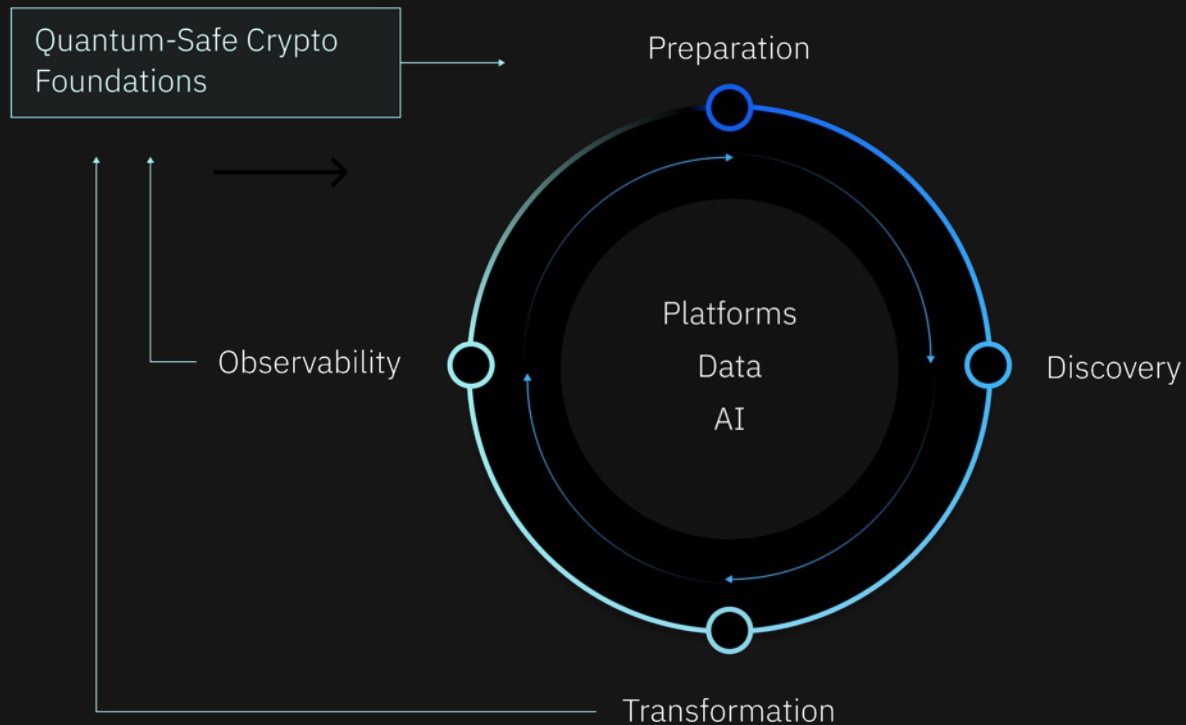 Quantum-Safe Crypto
Foundations
Preparation
Platforms
Data
AI
Observability
Discovery
Transformation